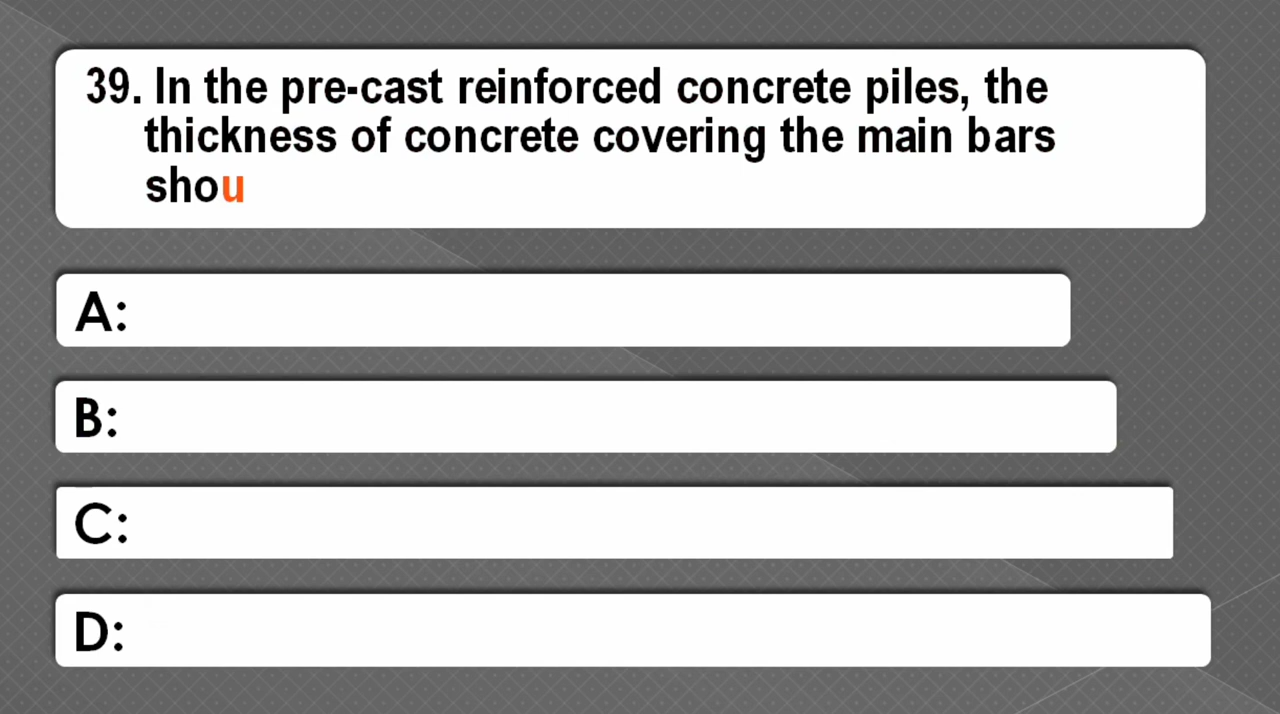 39. In the pre-cast reinforced concrete piles, the
thickness of concrete covering the main bars
shou
A:
B:
C:
D: